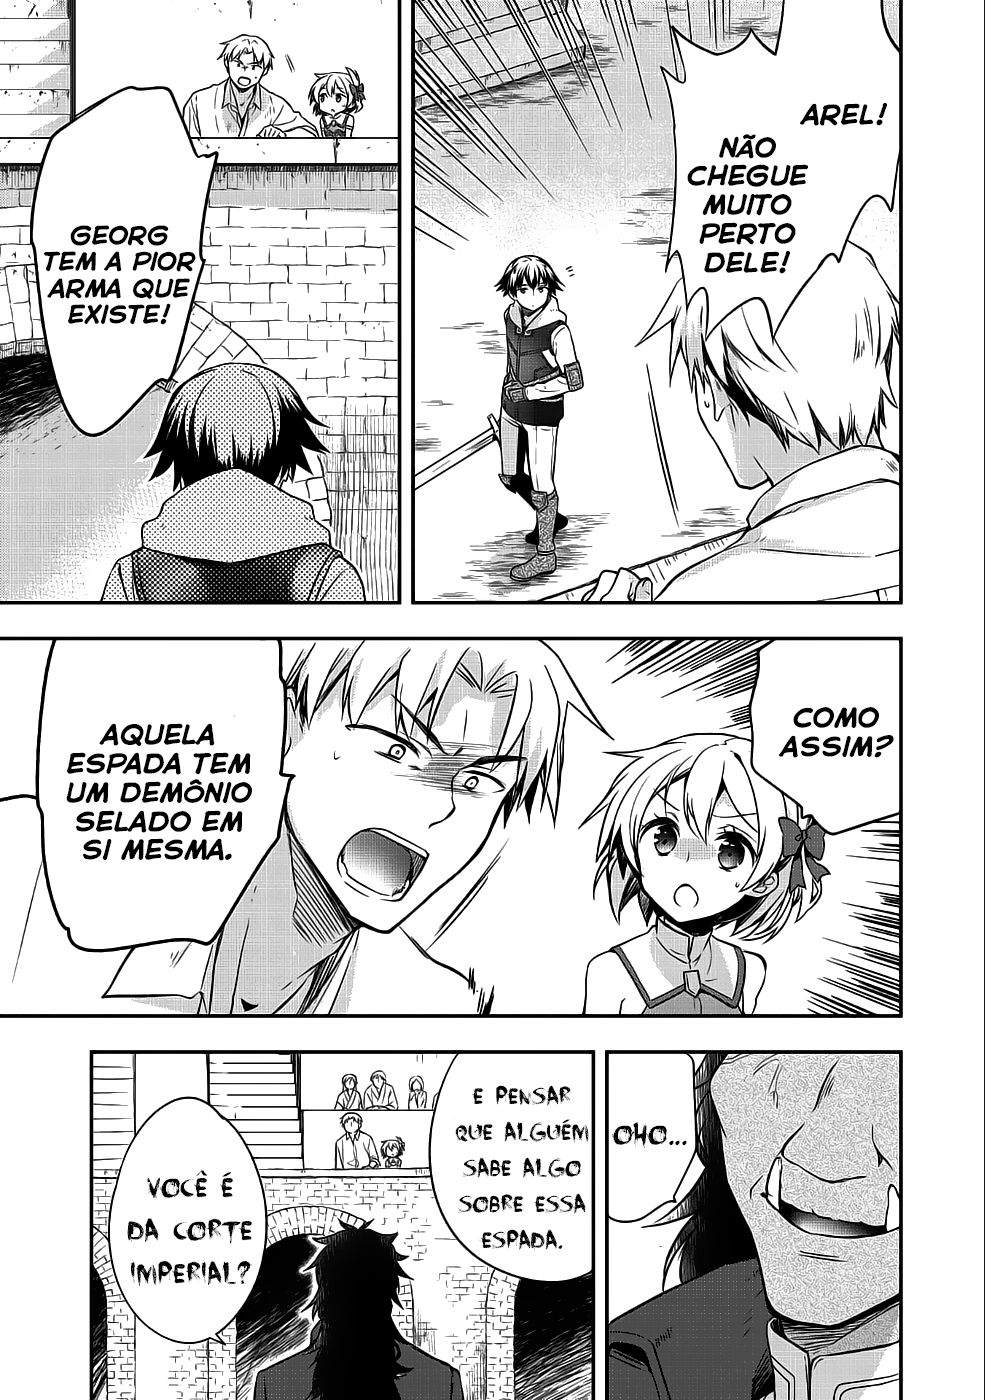 AREL!
NÃO
CHEGUE
MUITO
PERTO
DELE!
GEORG
TEM A PIOR
ARMA QUE
EXISTE!
COMO
ASSIM?
AQUELA
ESPADA TEM
UM DEMÔNIO
SELADO EM
SI MESMA.
OHO...
E PENSAR
QUE ALGUÉM
SABE ALGO
SOBRE ESSA
ESPADA.
VOCÊ É
DA CORTE
IMPERIAL?